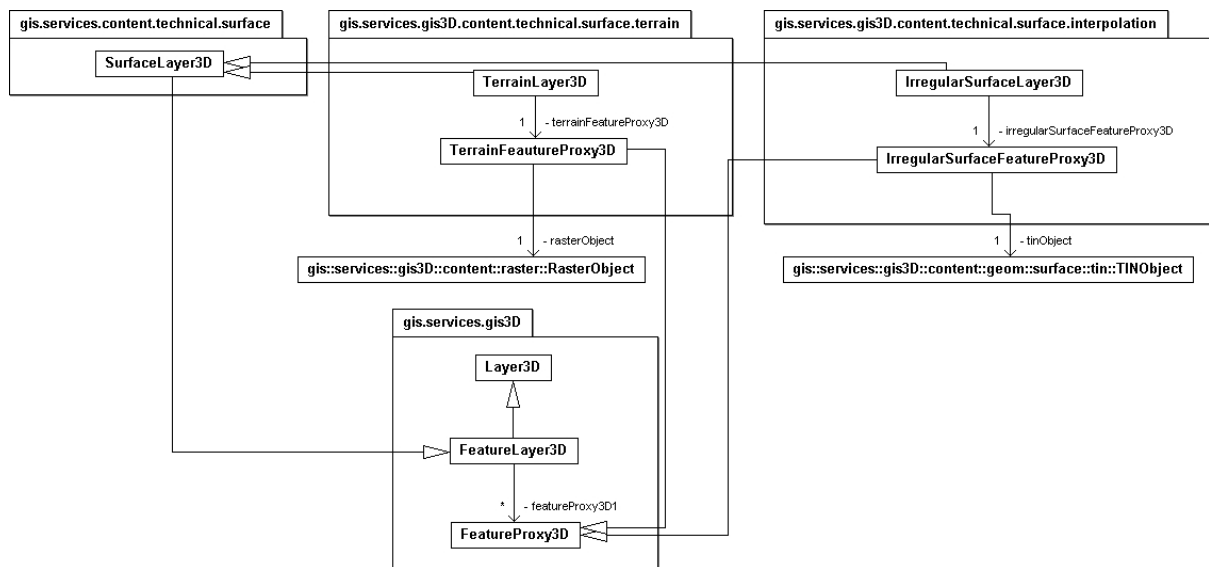 gis.services.content.technical.surface
SurfaceLayer3D
gis.services.gis3D.content.technical.surface.terrain
TerrainLayer3D
1 - terrainFeatureProxy3D
TerrainFeautureProxy3D
1 - rasterObject
gis::services::gis3D::content::raster::RasterObject
gis.services.gis3D.content.technical.surface.interpolation
IrregularSurfaceLayer3D
1 - irregularSurfaceFeatureProxy3D
IrregularSurfaceFeatureProxy3D
1 - tinObject
gis::services::gis3D::content::geom::surface::tin::TINObject
gis.services.gis3D
Layer3D
FeatureLayer3D
* - featureProxy3D1
FeatureProxy3D